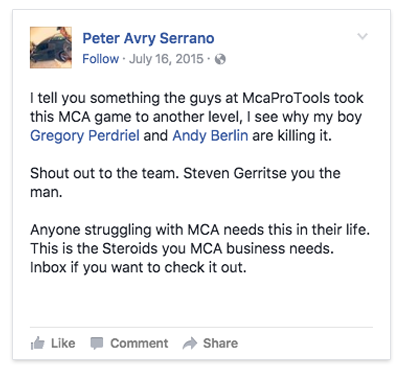 Peter Avry Serrano
Follow · July 16, 2015 ·
I tell you something the guys at McaProTools took
this MCA game to another level, I see why my boy
Gregory Perdriel and Andy Berlin are killing it.
Shout out to the team. Steven Gerritse you the
man.
Anyone struggling with MCA needs this in their life.
This is the Steroids you MCA business needs.
Inbox if you want to check it out.
Like Comment Share